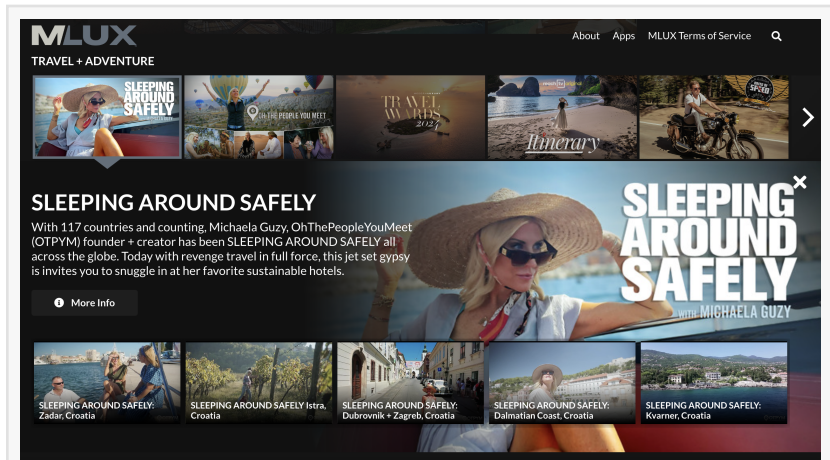 MLUX
About Apps MLUX Terms of Service
TRAVEL + ADVENTURE
SLEEPING
AROUND
SAFELY
OH THE PEOPLE YOU MEET
TRAVEL
AWARDS
2024
Itinerary
SPEED
SLEEPING AROUND SAFELY
With 117 countries and counting, Michaela Guzy, OhThePeopleYouMeet
(OTPYM) founder + creator has been SLEEPING AROUND SAFELY all
across the globe. Today with revenge travel in full force, this jet set gypsy
is invites you to snuggle in at her favorite sustainable hotels.
More Info
SLEEPING
AROUND
SAFELY
WITH MICHAELA GUZY
SLEEPING AROUND SAFELY:
Zadar, Croatia
SLEEPING AROUND SAFELY Istra,
Croatia
SLEEPING AROUND SAFELY:
Dubrovnik + Zagreb, Croatia
SLEEPING AROUND SAFELY:
Dalmatian Coast, Croatia
SLEEPING AROUND SAFELY:
Kvarner, Croatia